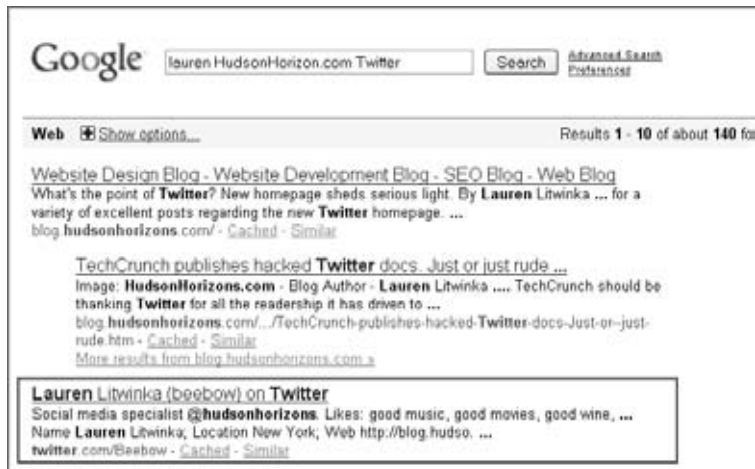 Google lauren HudsonHorizon.com Twitter Search Advanced Search
Preferences
Web Show options... Results 1 - 10 of about 140 for
Website Design Blog - Website Development Blog - SEO Blog - Web Blog
What's the point of Twitter? New homepage sheds serious light. By Lauren Litwinka ... for a
variety of excellent posts regarding the new Twitter homepage. ...
blog.hudsonhorizons.com/ - Cached - Similar
TechCrunch publishes hacked Twitter docs. Just or just rude ...
Image: HudsonHorizons.com - Blog Author - Lauren Litwinka .... TechCrunch should be
thanking Twitter for all the readership it has driven to ...
blog.hudsonhorizons.com/.../TechCrunch-publishes-hacked-Twitter-docs-Just-or--just-
rude.htm - Cached - Similar
More results from blog.hudsonhorizons.com »
Lauren Litwinka (beebow) on Twitter
Social media specialist @hudsonhorizons. Likes: good music, good movies, good wine, ...
Name Lauren Litwinka; Location New York; Web http://blog.hudso. ...
twitter.com/Beebow - Cached - Similar